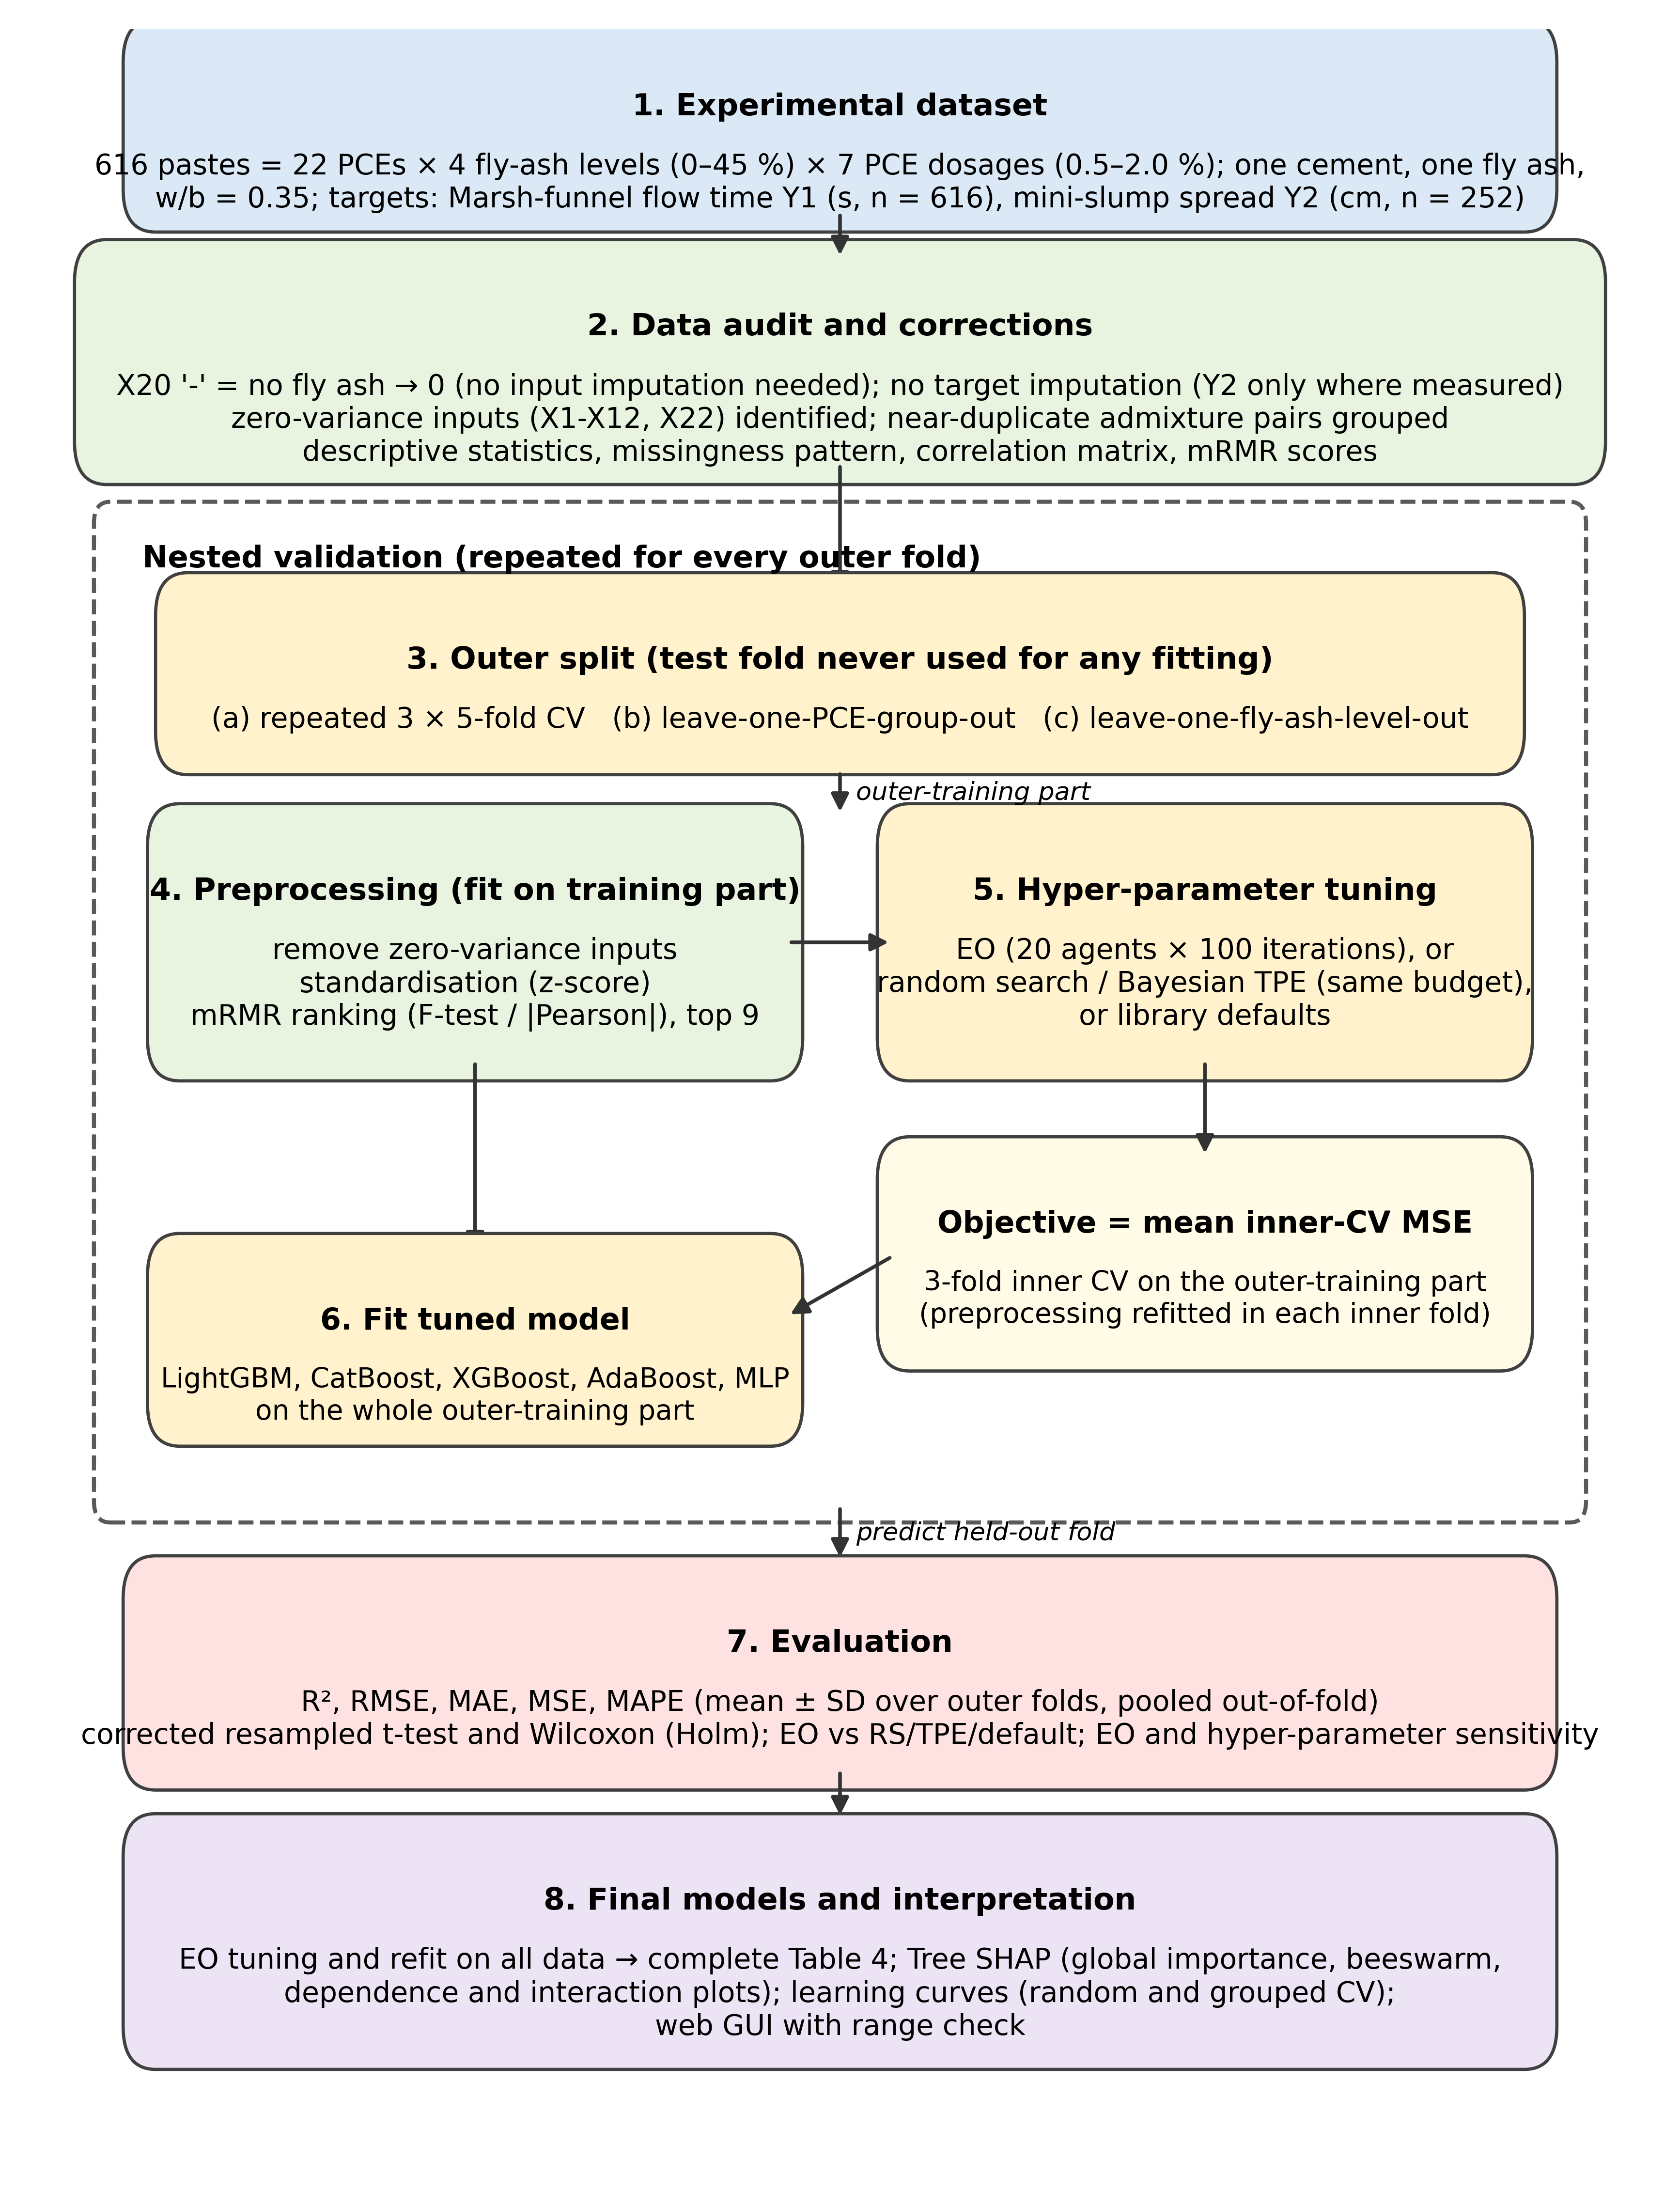 1. Experimental dataset
616 pastes = 22 PCEs × 4 fly-ash levels (0–45 %) × 7 PCE dosages (0.5–2.0 %); one cement, one fly ash,
w/b = 0.35; targets: Marsh-funnel flow time Y1 (s, n = 616), mini-slump spread Y2 (cm, n = 252)
2. Data audit and corrections
X20 '-' = no fly ash → 0 (no input imputation needed); no target imputation (Y2 only where measured)
zero-variance inputs (X1-X12, X22) identified; near-duplicate admixture pairs grouped
descriptive statistics, missingness pattern, correlation matrix, mRMR scores
Nested validation (repeated for every outer fold)
3. Outer split (test fold never used for any fitting)
(a) repeated 3 × 5-fold CV (b) leave-one-PCE-group-out (c) leave-one-fly-ash-level-out
outer-training part
4. Preprocessing (fit on training part)
remove zero-variance inputs
standardisation (z-score)
mRMR ranking (F-test / |Pearson|), top 9
5. Hyper-parameter tuning
EO (20 agents × 100 iterations), or
random search / Bayesian TPE (same budget),
or library defaults
Objective = mean inner-CV MSE
3-fold inner CV on the outer-training part
(preprocessing refitted in each inner fold)
6. Fit tuned model
LightGBM, CatBoost, XGBoost, AdaBoost, MLP
on the whole outer-training part
predict held-out fold
7. Evaluation
R², RMSE, MAE, MSE, MAPE (mean ± SD over outer folds, pooled out-of-fold)
corrected resampled t-test and Wilcoxon (Holm); EO vs RS/TPE/default; EO and hyper-parameter sensitivity
8. Final models and interpretation
EO tuning and refit on all data → complete Table 4; Tree SHAP (global importance, beeswarm,
dependence and interaction plots); learning curves (random and grouped CV);
web GUI with range check